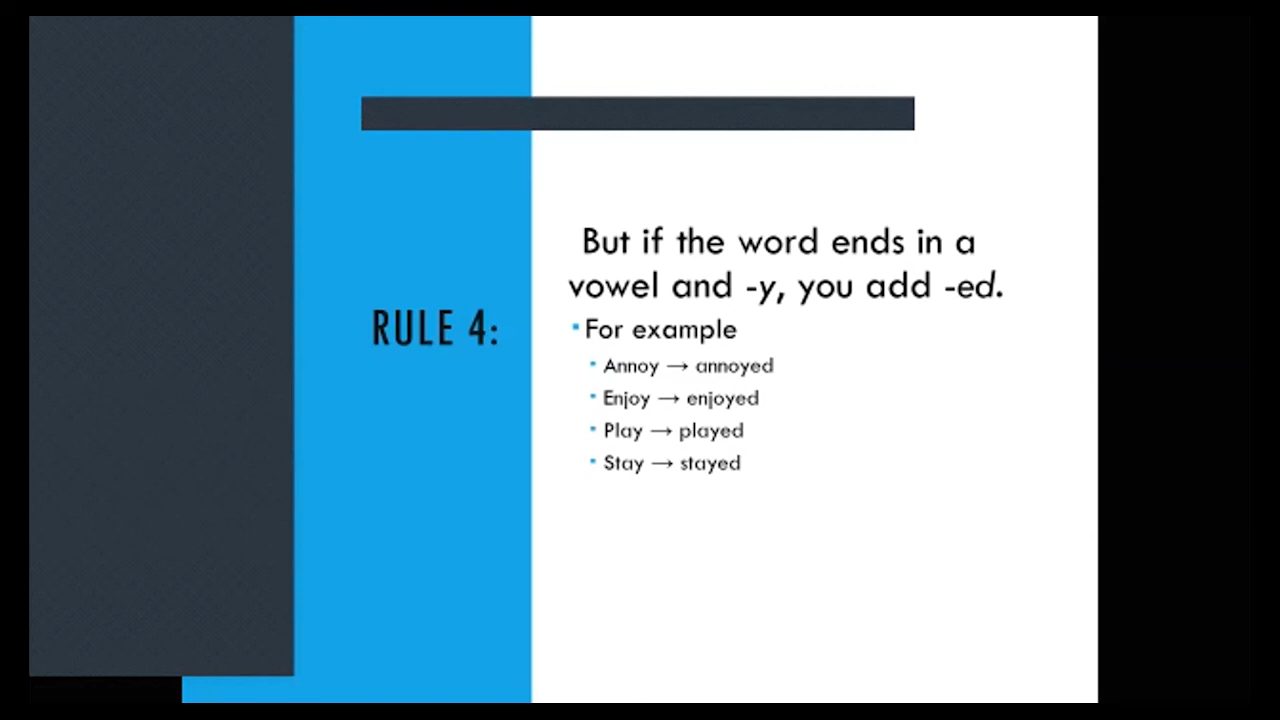 RULE 4:
But if the word ends in a
vowel and -y, you add -ed.
▪ For example
▪ Annoy → annoyed
▪ Enjoy → enjoyed
▪ Play → played
▪ Stay → stayed